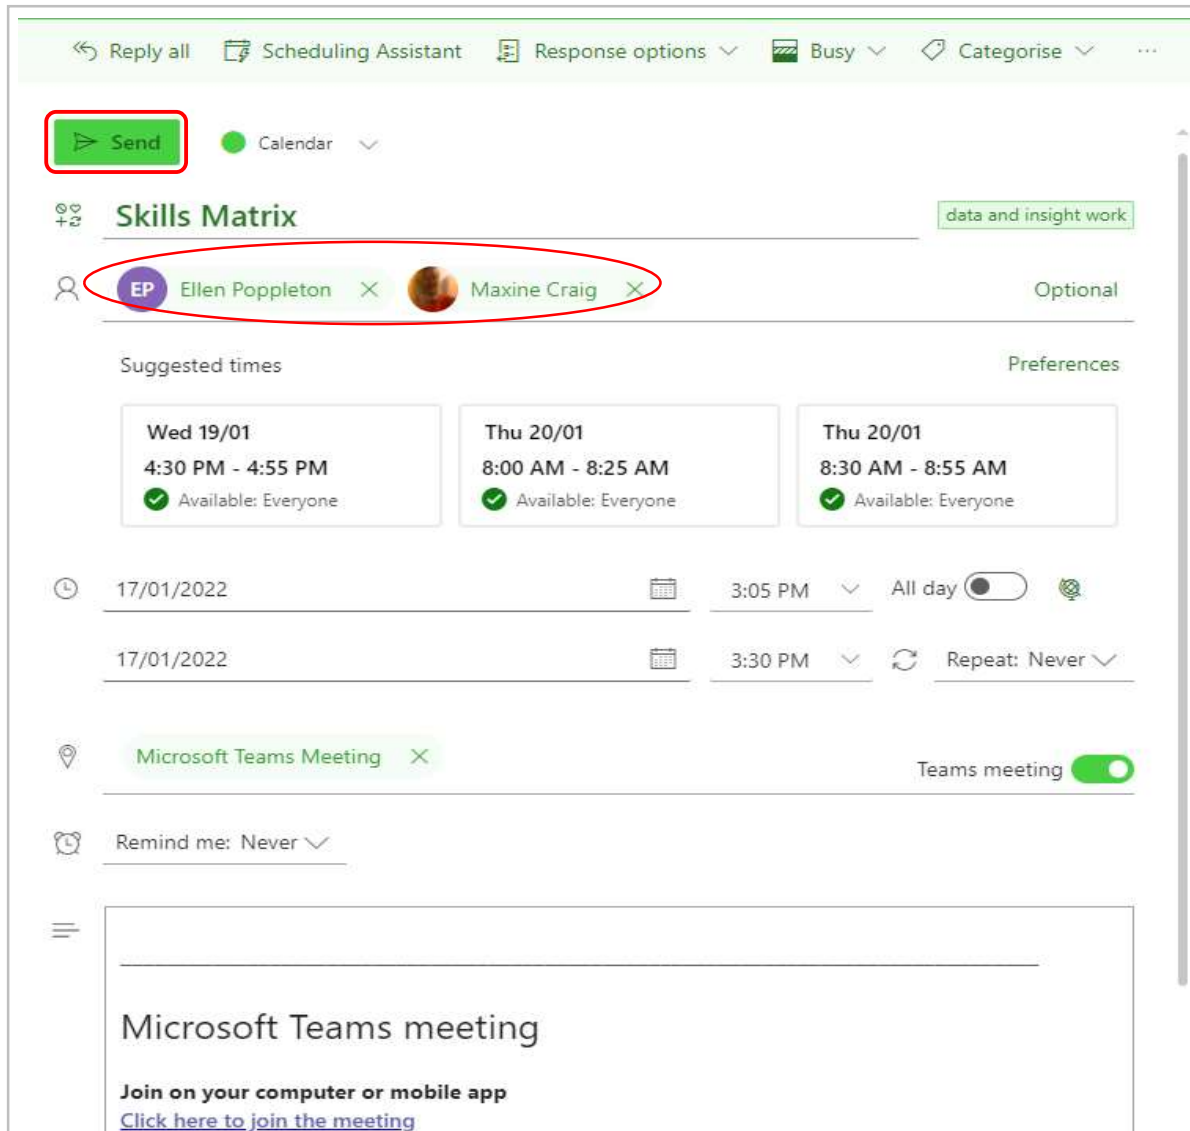 Reply all Scheduling Assistant Response options Busy Categorise ...
Send Calendar
Skills Matrix data and insight work
EP Ellen Poppleton Maxine Craig Optional
Suggested times Preferences
Wed 19/01 Thu 20/01 Thu 20/01
4:30 PM - 4:55 PM 8:00 AM - 8:25 AM 8:30 AM - 8:55 AM
Available: Everyone Available: Everyone Available: Everyone
17/01/2022 3:05 PM All day
17/01/2022 3:30 PM Repeat: Never
Microsoft Teams Meeting Teams meeting
Remind me: Never
Microsoft Teams meeting
Join on your computer or mobile app
Click here to join the meeting